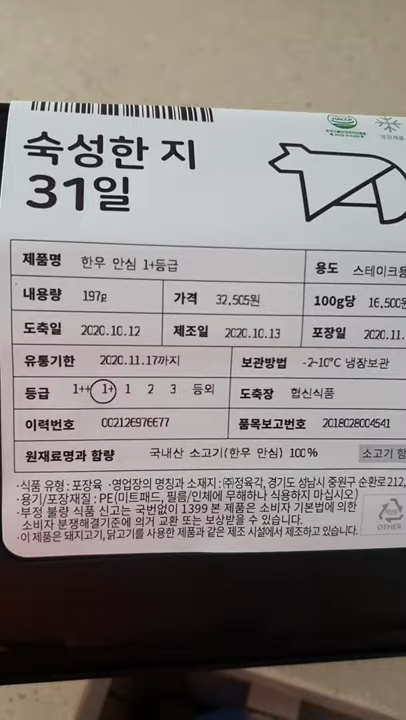 숙성한 지
31일
제품명 한우 안심 1+등급 용도 스테이크용
내용량 197g 가격 32,505원 100g당 16,500원
도축일 2020.10.12 제조일 2020.10.13 포장일 2020.11.
유통기한 2020.11.17까지 보관방법 -2~10°C 냉장보관
등급 1++ 1+ 1 2 3 등외 도축장 협신식품
이력번호 002126976677 품목보고번호 2018028004541
원재료명과 함량 국내산 소고기(한우 안심) 100% 소고기 함
·식품 유형 : 포장육 ·영업장의 명칭과 소재지 : ㈜정육각, 경기도 성남시 중원구 순환로 212,
·용기/포장재질 : PE(미트패드, 필름/인체에 무해하나 식용하지 마십시오)
·부정 불량 식품 신고는 국번없이 1399 본 제품은 소비자 기본법에 의한
소비자 분쟁해결기준에 의거 교환 또는 보상받을 수 있습니다.
·이 제품은 돼지고기, 닭고기를 사용한 제품과 같은 제조 시설에서 제조하고 있습니다.
OTHER